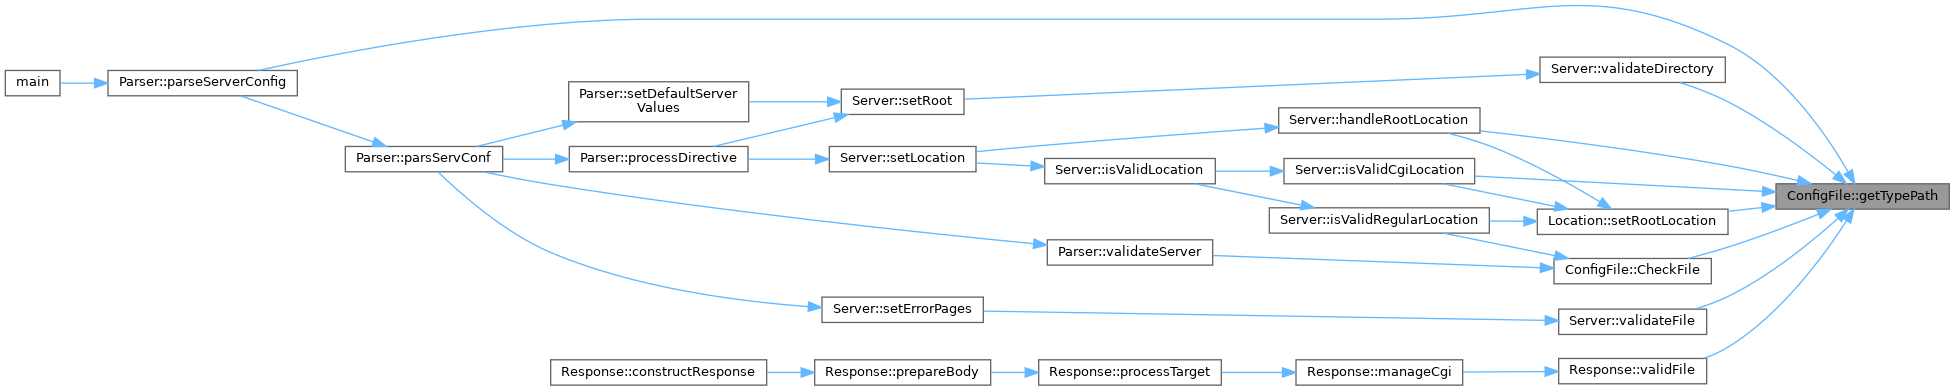 main
Parser::parseServerConfig
Parser::parsServConf
Parser::setDefaultServer
Values
Parser::processDirective
Server::setRoot
Server::setLocation
Server::validateDirectory
Server::handleRootLocation
Server::isValidLocation
Server::isValidCgiLocation
Server::isValidRegularLocation
Location::setRootLocation
ConfigFile::getTypePath
Parser::validateServer
ConfigFile::CheckFile
Server::setErrorPages
Server::validateFile
Response::constructResponse
Response::prepareBody
Response::processTarget
Response::manageCgi
Response::validFile